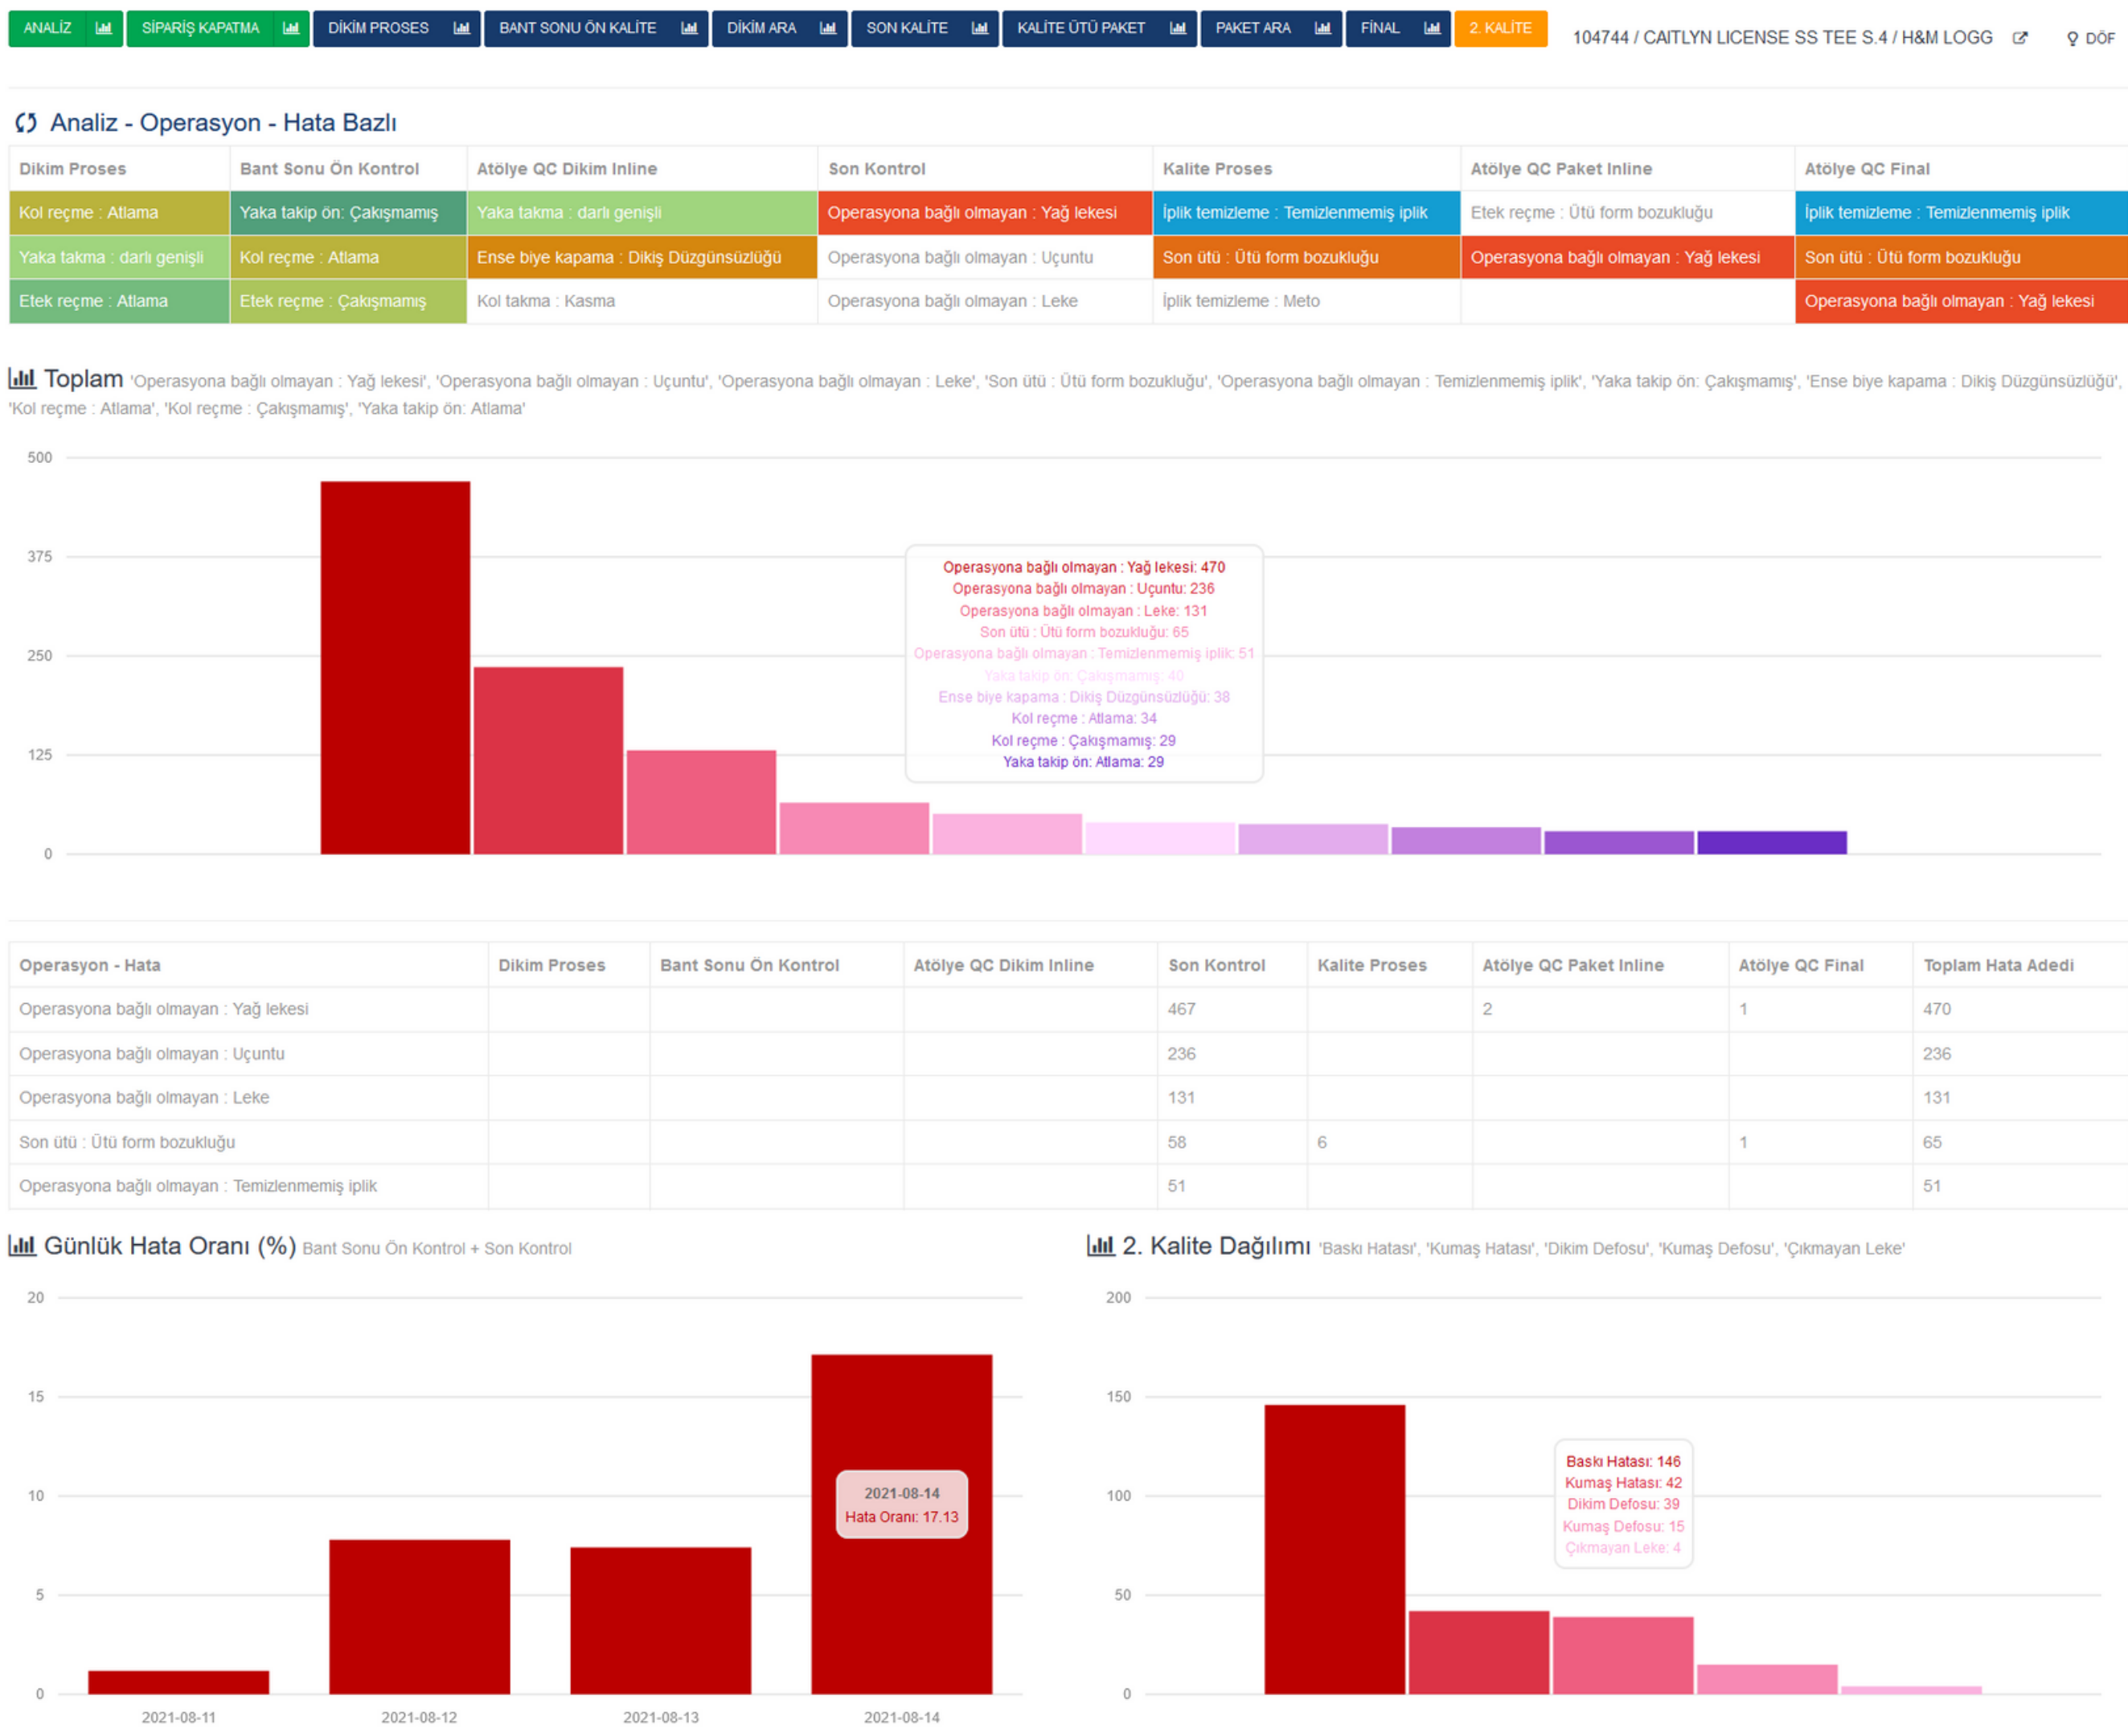 ANALİZ SİPARİŞ KAPATMA DİKİM PROSES BANT SONU ÖN KALİTE DİKİM ARA SON KALİTE KALİTE ÜTÜ PAKET PAKET ARA FİNAL 2. KALİTE 104744 / CAITLYN LICENSE SS TEE S.4 / H&M LOGG DÖF
Analiz - Operasyon - Hata Bazlı
Dikim Proses Bant Sonu Ön Kontrol Atölye QC Dikim Inline Son Kontrol Kalite Proses Atölye QC Paket Inline Atölye QC Final
Kol reçme : Atlama Yaka takip ön: Çakışmamış Yaka takma : darlı genişli Operasyona bağlı olmayan : Yağ lekesi İplik temizleme : Temizlenmemiş iplik Etek reçme : Ütü form bozukluğu İplik temizleme : Temizlenmemiş iplik
Yaka takma : darlı genişli Kol reçme : Atlama Ense biye kapama : Dikiş Düzgünsüzlüğü Operasyona bağlı olmayan : Uçuntu Son ütü : Ütü form bozukluğu Operasyona bağlı olmayan : Yağ lekesi Son ütü : Ütü form bozukluğu
Etek reçme : Atlama Etek reçme : Çakışmamış Kol takma : Kasma Operasyona bağlı olmayan : Leke İplik temizleme : Meto Operasyona bağlı olmayan : Yağ lekesi
Toplam 'Operasyona bağlı olmayan : Yağ lekesi', 'Operasyona bağlı olmayan : Uçuntu', 'Operasyona bağlı olmayan : Leke', 'Son ütü : Ütü form bozukluğu', 'Operasyona bağlı olmayan : Temizlenmemiş iplik', 'Yaka takip ön: Çakışmamış', 'Ense biye kapama : Dikiş Düzgünsüzlüğü',
'Kol reçme : Atlama', 'Kol reçme : Çakışmamış', 'Yaka takip ön: Atlama'
500
375
250
125
0
Operasyona bağlı olmayan : Yağ lekesi: 470
Operasyona bağlı olmayan : Uçuntu: 236
Operasyona bağlı olmayan : Leke: 131
Son ütü : Ütü form bozukluğu: 65
Operasyona bağlı olmayan : Temizlenmemiş iplik: 51
Yaka takip ön: Çakışmamış: 40
Ense biye kapama : Dikiş Düzgünsüzlüğü: 38
Kol reçme : Atlama: 34
Kol reçme : Çakışmamış: 29
Yaka takip ön: Atlama: 29
Operasyon - Hata Dikim Proses Bant Sonu Ön Kontrol Atölye QC Dikim Inline Son Kontrol Kalite Proses Atölye QC Paket Inline Atölye QC Final Toplam Hata Adedi
Operasyona bağlı olmayan : Yağ lekesi 467 2 1 470
Operasyona bağlı olmayan : Uçuntu 236 236
Operasyona bağlı olmayan : Leke 131 131
Son ütü : Ütü form bozukluğu 58 6 1 65
Operasyona bağlı olmayan : Temizlenmemiş iplik 51 51
Günlük Hata Oranı (%) Bant Sonu Ön Kontrol + Son Kontrol
20
15
10
5
0
2021-08-14
Hata Oranı: 17.13
2021-08-11 2021-08-12 2021-08-13 2021-08-14
2. Kalite Dağılımı 'Baskı Hatası', 'Kumaş Hatası', 'Dikim Defosu', 'Kumaş Defosu', 'Çıkmayan Leke'
200
150
100
50
0
Baskı Hatası: 146
Kumaş Hatası: 42
Dikim Defosu: 39
Kumaş Defosu: 15
Çıkmayan Leke: 4